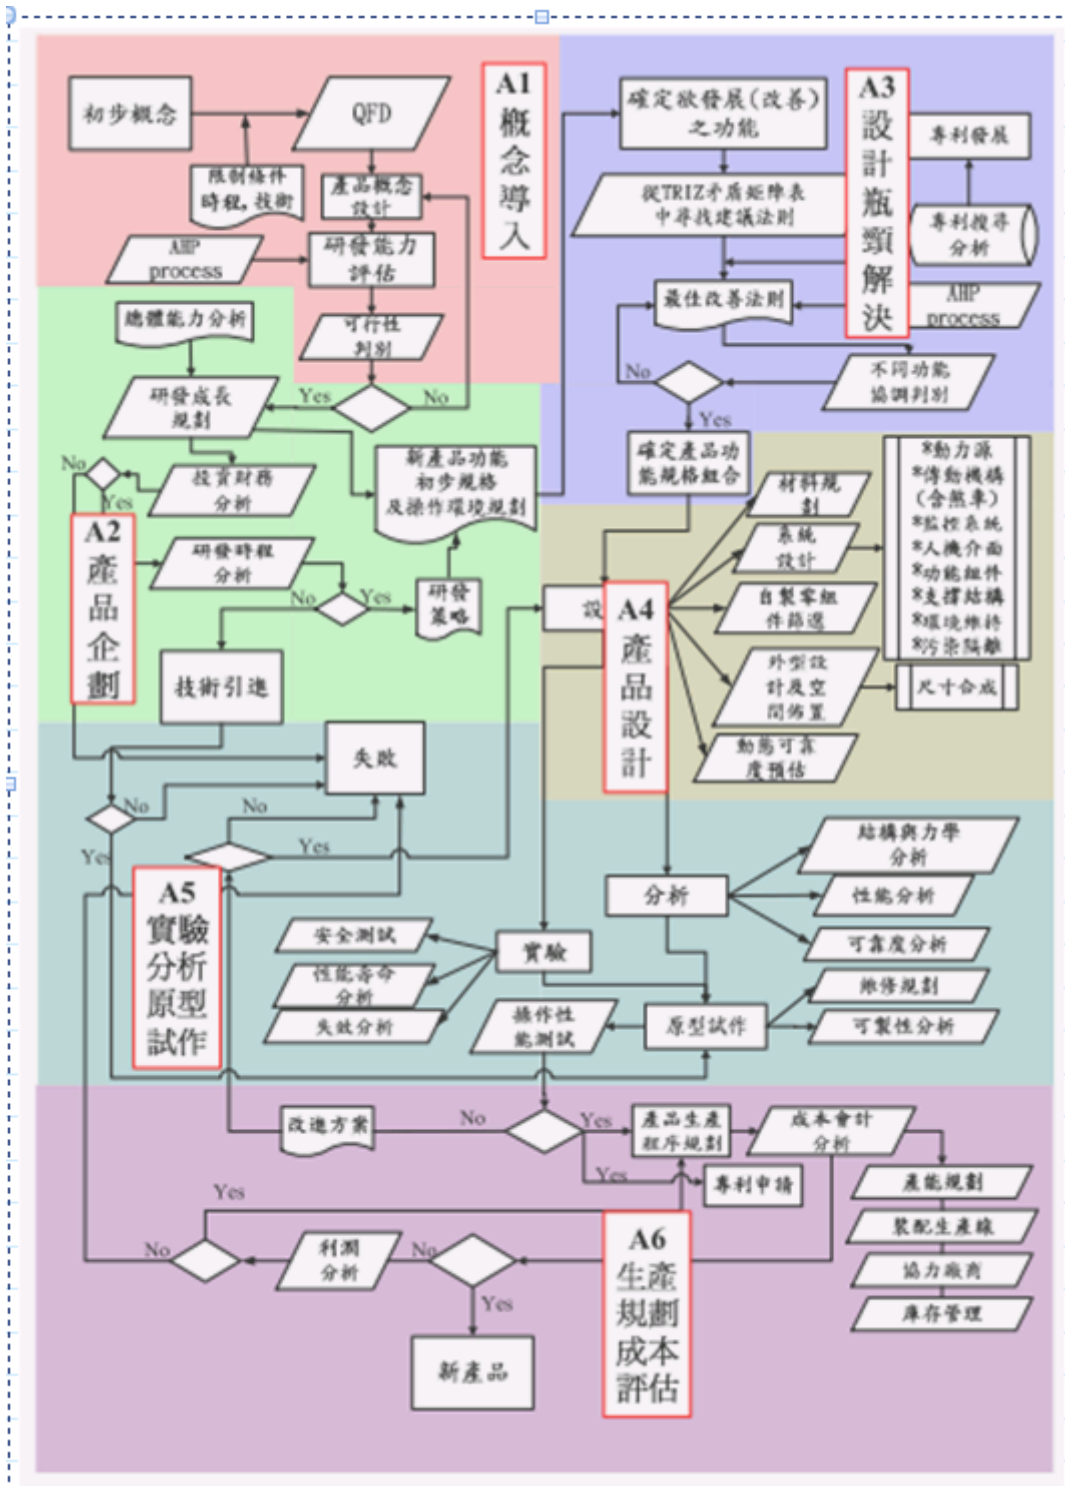 A1
概
念
導
入
初步概念
QFD
限制條件
時程,技術
產品概念
設計
AHP
process
研發能力
評估
可行性
判別
Yes
No
A3
設
計
瓶
頸
解
決
確定欲發展(改善)
之功能
專利發展
從TRIZ矛盾矩陣表
中尋找建議法則
專利搜尋
分析
最佳改善法則
AHP
process
不同功能
協調判別
No
Yes
確定產品功
能規格組合
總體能力分析
研發成長
規劃
No
Yes
投資財務
分析
新產品功能
初步規格
及操作環境規劃
A2
產
品
企
劃
研發時程
分析
No
Yes
研發
策略
技術引進
設
A4
產
品
設
計
材料規
劃
系統
設計
自製零組
件篩選
外型設
計及空
間佈置
動態可靠
度預估
*動力源
*傳動機構
(含煞車)
*監控系統
*人機介面
*功能組件
*支撐結構
*環境維持
*污染隔離
尺寸合成
失敗
No
No
Yes
Yes
A5
實驗
分析
原型
試作
安全測試
性能壽命
分析
失效分析
實驗
分析
結構與力學
分析
性能分析
可靠度分析
操作性
能測試
原型試作
維修規劃
可製性分析
改進方案
No
Yes
產品生產
程序規劃
成本會計
分析
Yes
專利申請
產能規劃
裝配生產線
協力廠商
庫存管理
Yes
No
利潤
分析
No
Yes
新產品
A6
生產
規劃
成本
評估